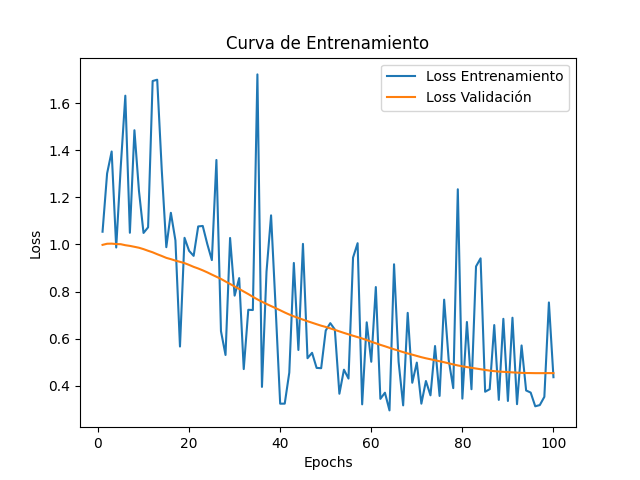 Curva de Entrenamiento
Loss Entrenamiento
Loss Validación
Loss
1.6
1.4
1.2
1.0
0.8
0.6
0.4
0
20
40
60
80
100
Epochs